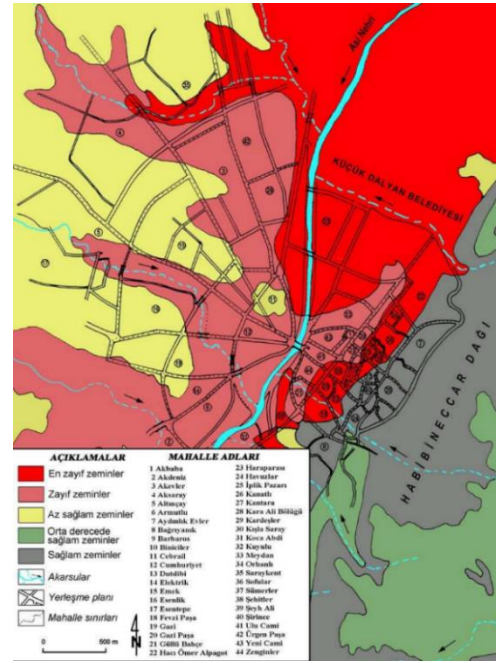 Asi Nehri
KÜÇÜK DALYAN BELEDİYESİ
HABIBİNECCAR DAĞI
AÇIKLAMALAR
En zayıf zeminler
Zayıf zeminler
Az sağlam zeminler
Orta derecede
sağlam zeminler
Sağlam zeminler
Akarsular
Yerleşme planı
Mahalle sınırları
0
500 m
N
MAHALLE ADLARI
1 Akbaba
2 Akdeniz
3 Akevler
4 Aksaray
5 Altınçay
6 Armutlu
7 Aydınlık Evler
8 Bağrıyanık
9 Barbaros
10 Biniciler
11 Cebrail
12 Cumhuriyet
13 Dutdibi
14 Elektrik
15 Emek
16 Esenlik
17 Esentepe
18 Fevzi Paşa
19 Gazi
20 Gazi Paşa
21 Güllü Bahçe
22 Hacı Ömer Alpagot
23 Haraparası
24 Havuzlar
25 İplik Pazarı
26 Kanatlı
27 Kantara
28 Kara Ali Bölüğü
29 Kardeşler
30 Kışla Saray
31 Koca Abdi
32 Kuyulu
33 Meydan
34 Orhanlı
35 Saraykent
36 Sofular
37 Sümerler
38 Şehitler
39 Şeyh Ali
40 Şirince
41 Ulu Cami
42 Ürgen Paşa
43 Yeni Cami
44 Zenginler